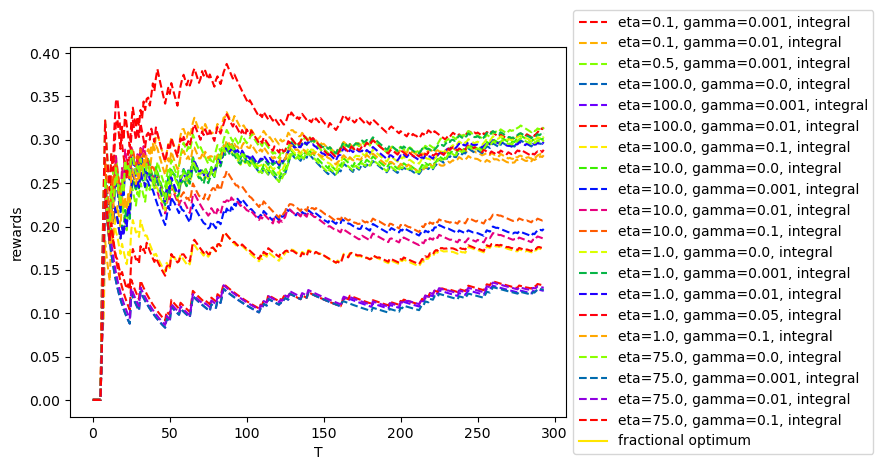 0.40
0.35
0.30
0.25
0.20
0.15
0.10
0.05
0.00
rewards
0
50
100
150
200
250
300
T
eta=0.1, gamma=0.001, integral
eta=0.1, gamma=0.01, integral
eta=0.5, gamma=0.001, integral
eta=100.0, gamma=0.0, integral
eta=100.0, gamma=0.001, integral
eta=100.0, gamma=0.01, integral
eta=100.0, gamma=0.1, integral
eta=10.0, gamma=0.0, integral
eta=10.0, gamma=0.001, integral
eta=10.0, gamma=0.01, integral
eta=10.0, gamma=0.1, integral
eta=1.0, gamma=0.0, integral
eta=1.0, gamma=0.001, integral
eta=1.0, gamma=0.01, integral
eta=1.0, gamma=0.05, integral
eta=1.0, gamma=0.1, integral
eta=75.0, gamma=0.0, integral
eta=75.0, gamma=0.001, integral
eta=75.0, gamma=0.01, integral
eta=75.0, gamma=0.1, integral
fractional optimum